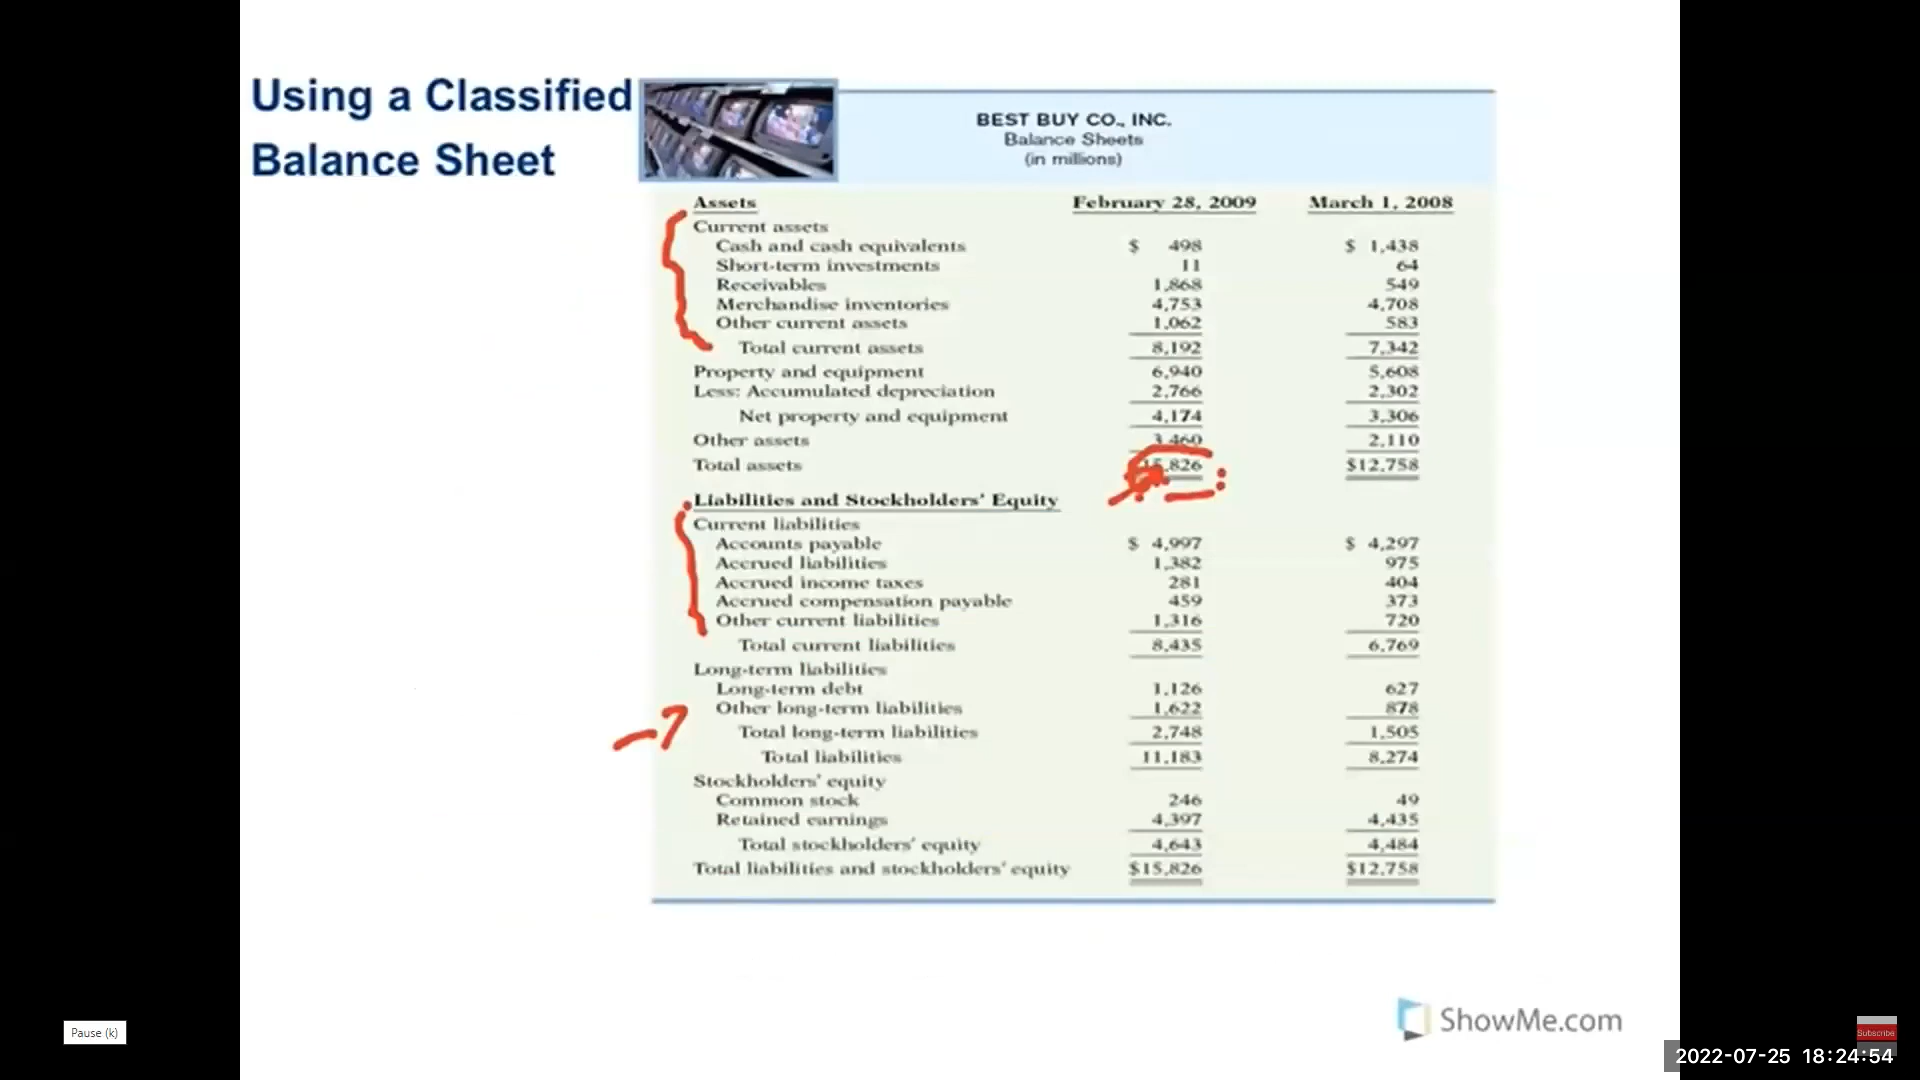 Using a Classified
Balance Sheet
BEST BUY CO., INC.
Balance Sheets
(in millions)
Assets February 28, 2009 March 1, 2008
Current assets
Cash and cash equivalents $ 498 $ 1,438
Short-term investments 11 64
Receivables 1,868 549
Merchandise inventories 4,753 4,708
Other current assets 1,062 583
Total current assets 8,192 7,342
Property and equipment 6,940 5,608
Less: Accumulated depreciation 2,766 2,302
Net property and equipment 4,174 3,306
Other assets 3,460 2,110
Total assets 15,826 $12,758
Liabilities and Stockholders' Equity
Current liabilities
Accounts payable $ 4,997 $ 4,297
Accrued liabilities 1,382 975
Accrued income taxes 281 404
Accrued compensation payable 459 373
Other current liabilities 1,316 720
Total current liabilities 8,435 6,769
Long-term liabilities
Long-term debt 1,126 627
Other long-term liabilities 1,622 878
Total long-term liabilities 2,748 1,505
Total liabilities 11,183 8,274
Stockholders' equity
Common stock 246 49
Retained earnings 4,397 4,435
Total stockholders' equity 4,643 4,484
Total liabilities and stockholders' equity $15,826 $12,758
ShowMe.com
Pause (k)
Subscribe
2022-07-25 18:24:54